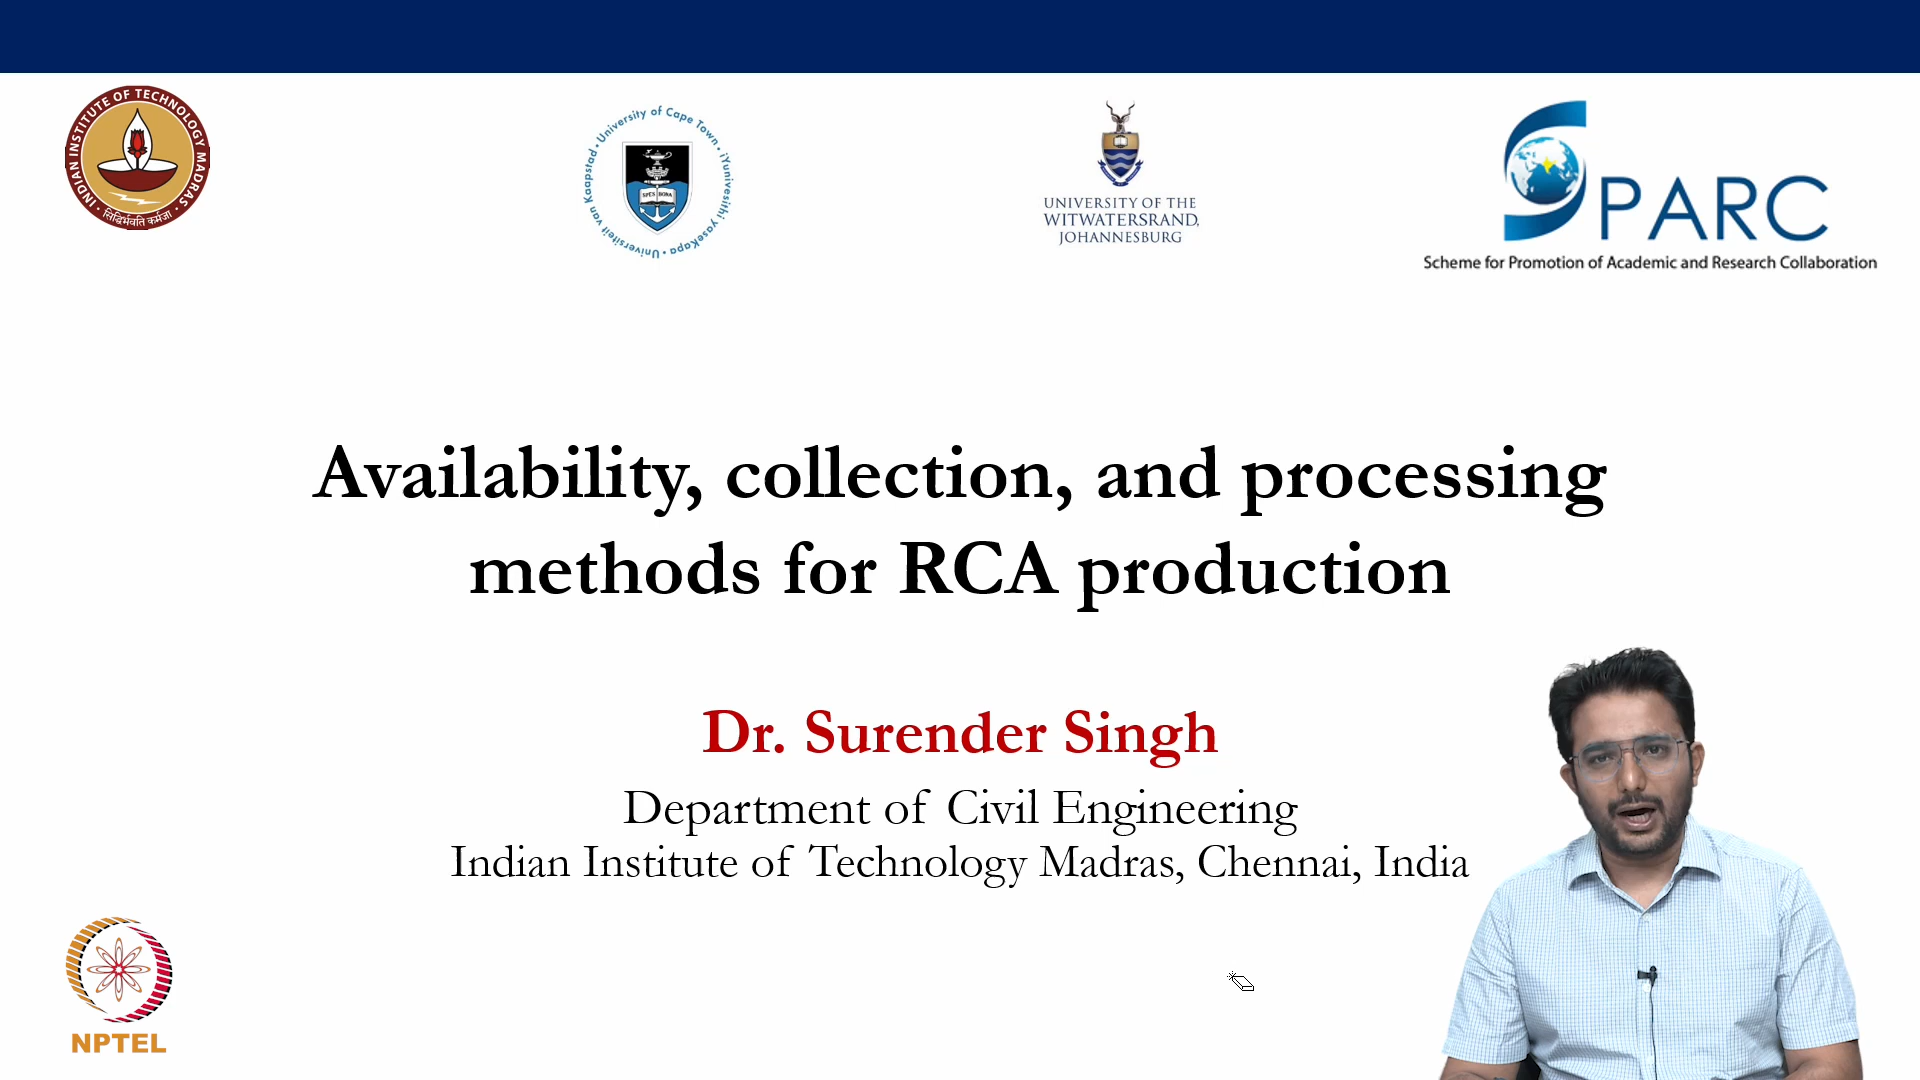 INDIAN INSTITUTE OF TECHNOLOGY MADRAS
सिद्धिर्भवति कर्मजा
University of Cape Town • iYunivesithi yaseKapa • Universiteit van Kaapstad •
SPES BONA
UNIVERSITY OF THE
WITWATERSRAND,
JOHANNESBURG
SPARC
Scheme for Promotion of Academic and Research Collaboration
Availability, collection, and processing
methods for RCA production
Dr. Surender Singh
Department of Civil Engineering
Indian Institute of Technology Madras, Chennai, India
NPTEL